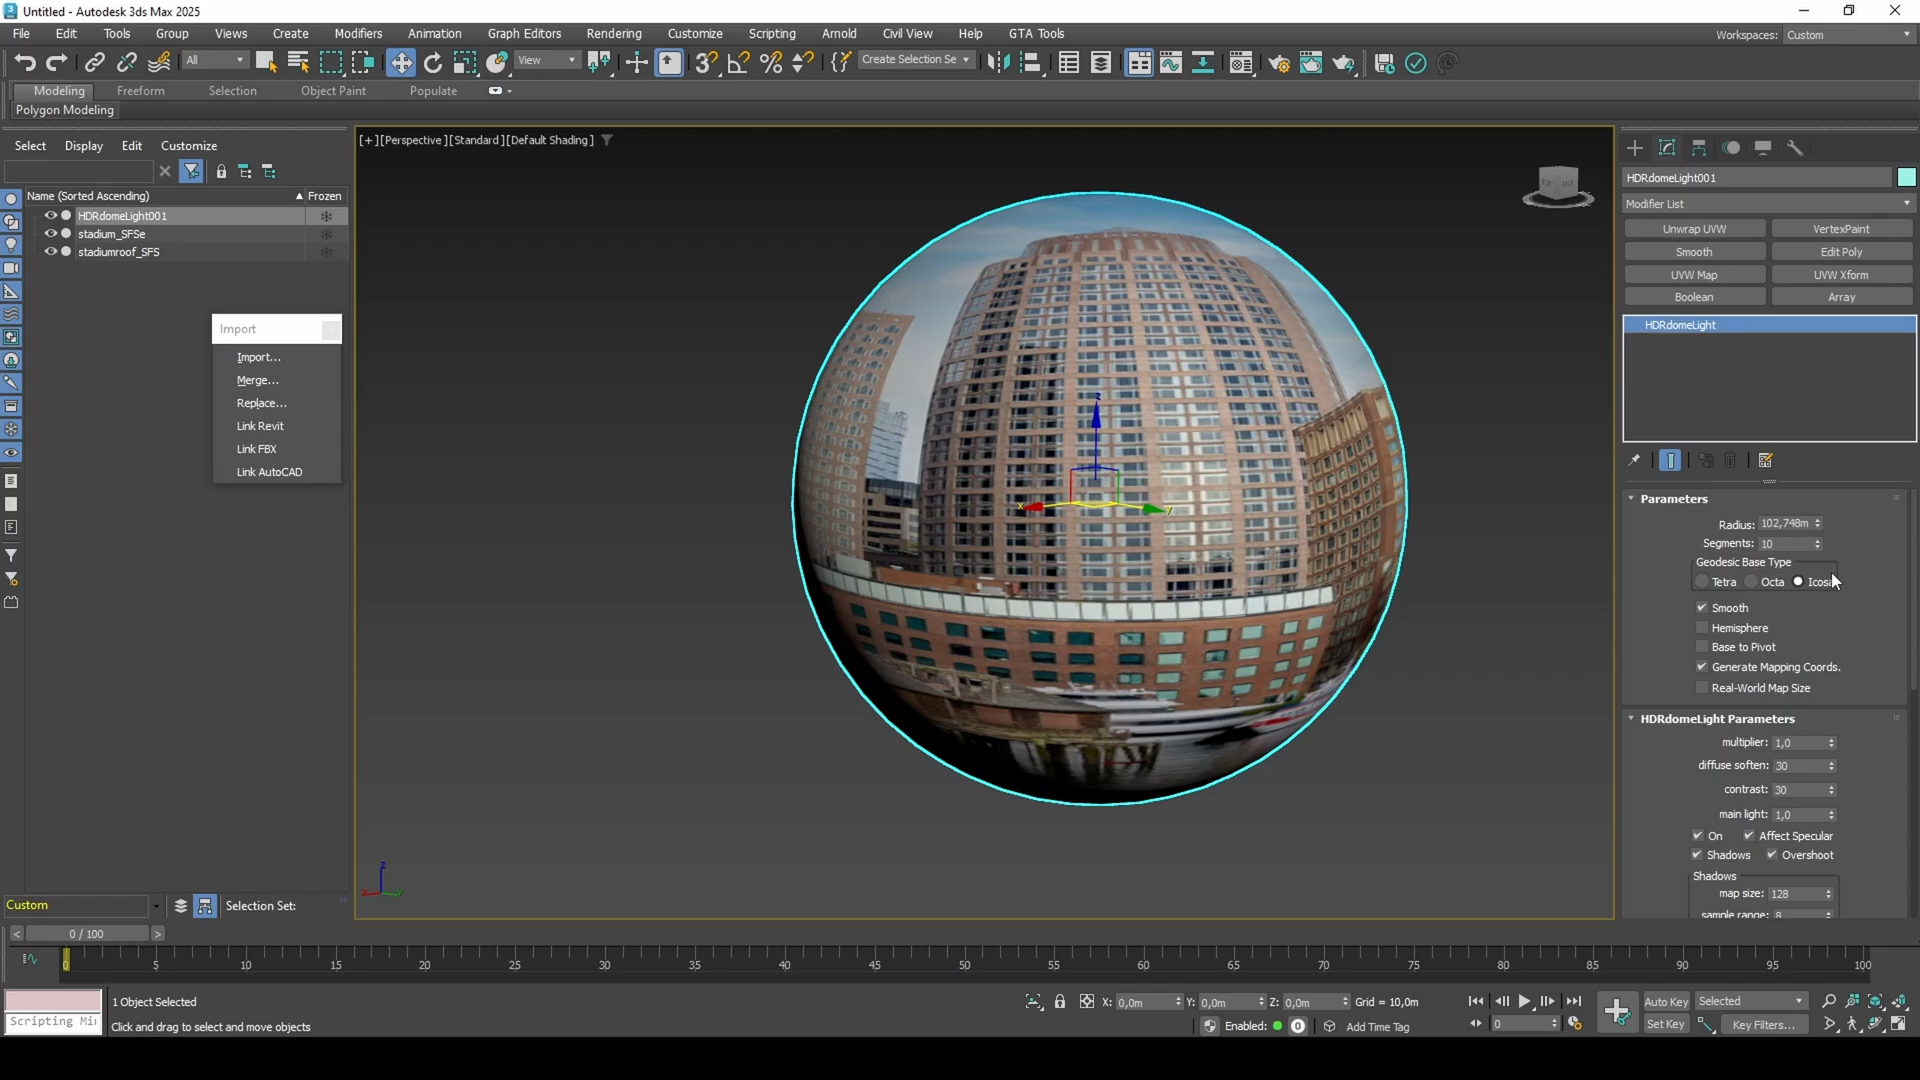 Untitled - Autodesk 3ds Max 2025
File Edit Tools Group Views Create Modifiers Animation Graph Editors Rendering Customize Scripting Arnold Civil View Help GTA Tools
Workspaces: Custom
All
View
Create Selection Se
Modeling Freeform Selection Object Paint Populate
Polygon Modeling
Select Display Edit Customize
Name (Sorted Ascending) Frozen
HDRdomeLight001
stadium_SFSe
stadiumroof_SFS
Import
Import...
Merge...
Replace...
Link Revit
Link FBX
Link AutoCAD
[+][Perspective][Standard][Default Shading]
z
x
y
z
HDRdomeLight001
Modifier List
Unwrap UVW VertexPaint
Smooth Edit Poly
UVW Map UVW Xform
Boolean Array
HDRdomeLight
Parameters
Radius: 102,748m
Segments: 10
Geodesic Base Type
Tetra Octa Icosa
Smooth
Hemisphere
Base to Pivot
Generate Mapping Coords.
Real-World Map Size
HDRdomeLight Parameters
multiplier: 1,0
diffuse soften: 30
contrast: 30
main light: 1,0
On Affect Specular
Shadows Overshoot
Shadows
map size: 128
sample range: 8
Custom
Selection Set:
< 0 / 100 >
0 5 10 15 20 25 30 35 40 45 50 55 60 65 70 75 80 85 90 95 100
1 Object Selected
X: 0,0m Y: 0,0m Z: 0,0m Grid = 10,0m
Auto Key Selected
Scripting Mi
Click and drag to select and move objects
Enabled: 0
Add Time Tag
0
Set Key Key Filters...